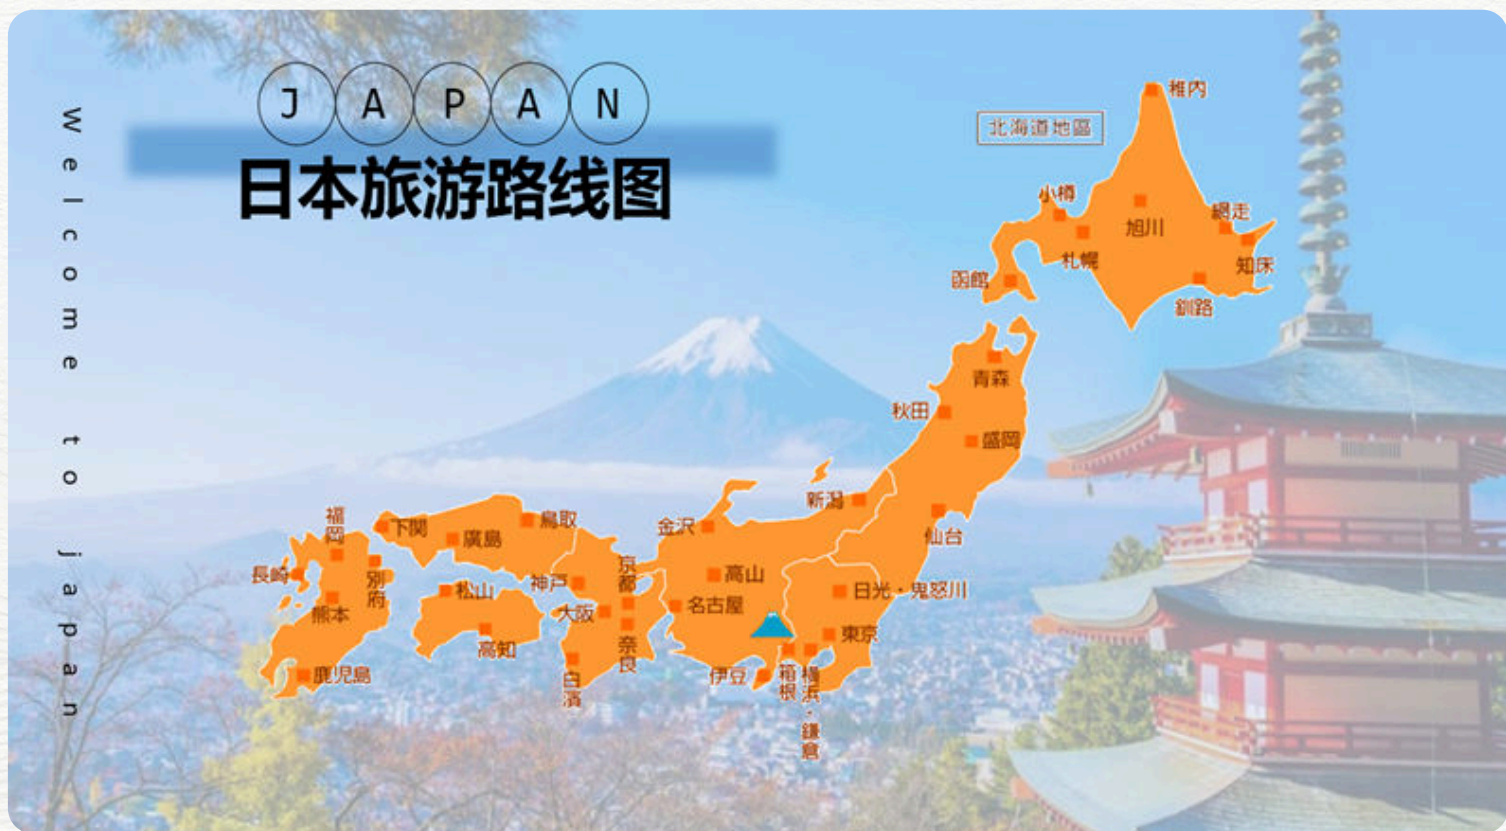 JAPAN
日本旅游路线图
Welcome to japan
北海道地區
稚内
小樽
旭川
網走
札幌
知床
函館
釧路
青森
秋田
盛岡
新潟
仙台
金沢
高山
日光・鬼怒川
名古屋
東京
伊豆
箱根
横浜・鎌倉
福岡
下関
廣島
鳥取
京都
長崎
別府
松山
神戸
大阪
熊本
高知
奈良
鹿児島
白濱